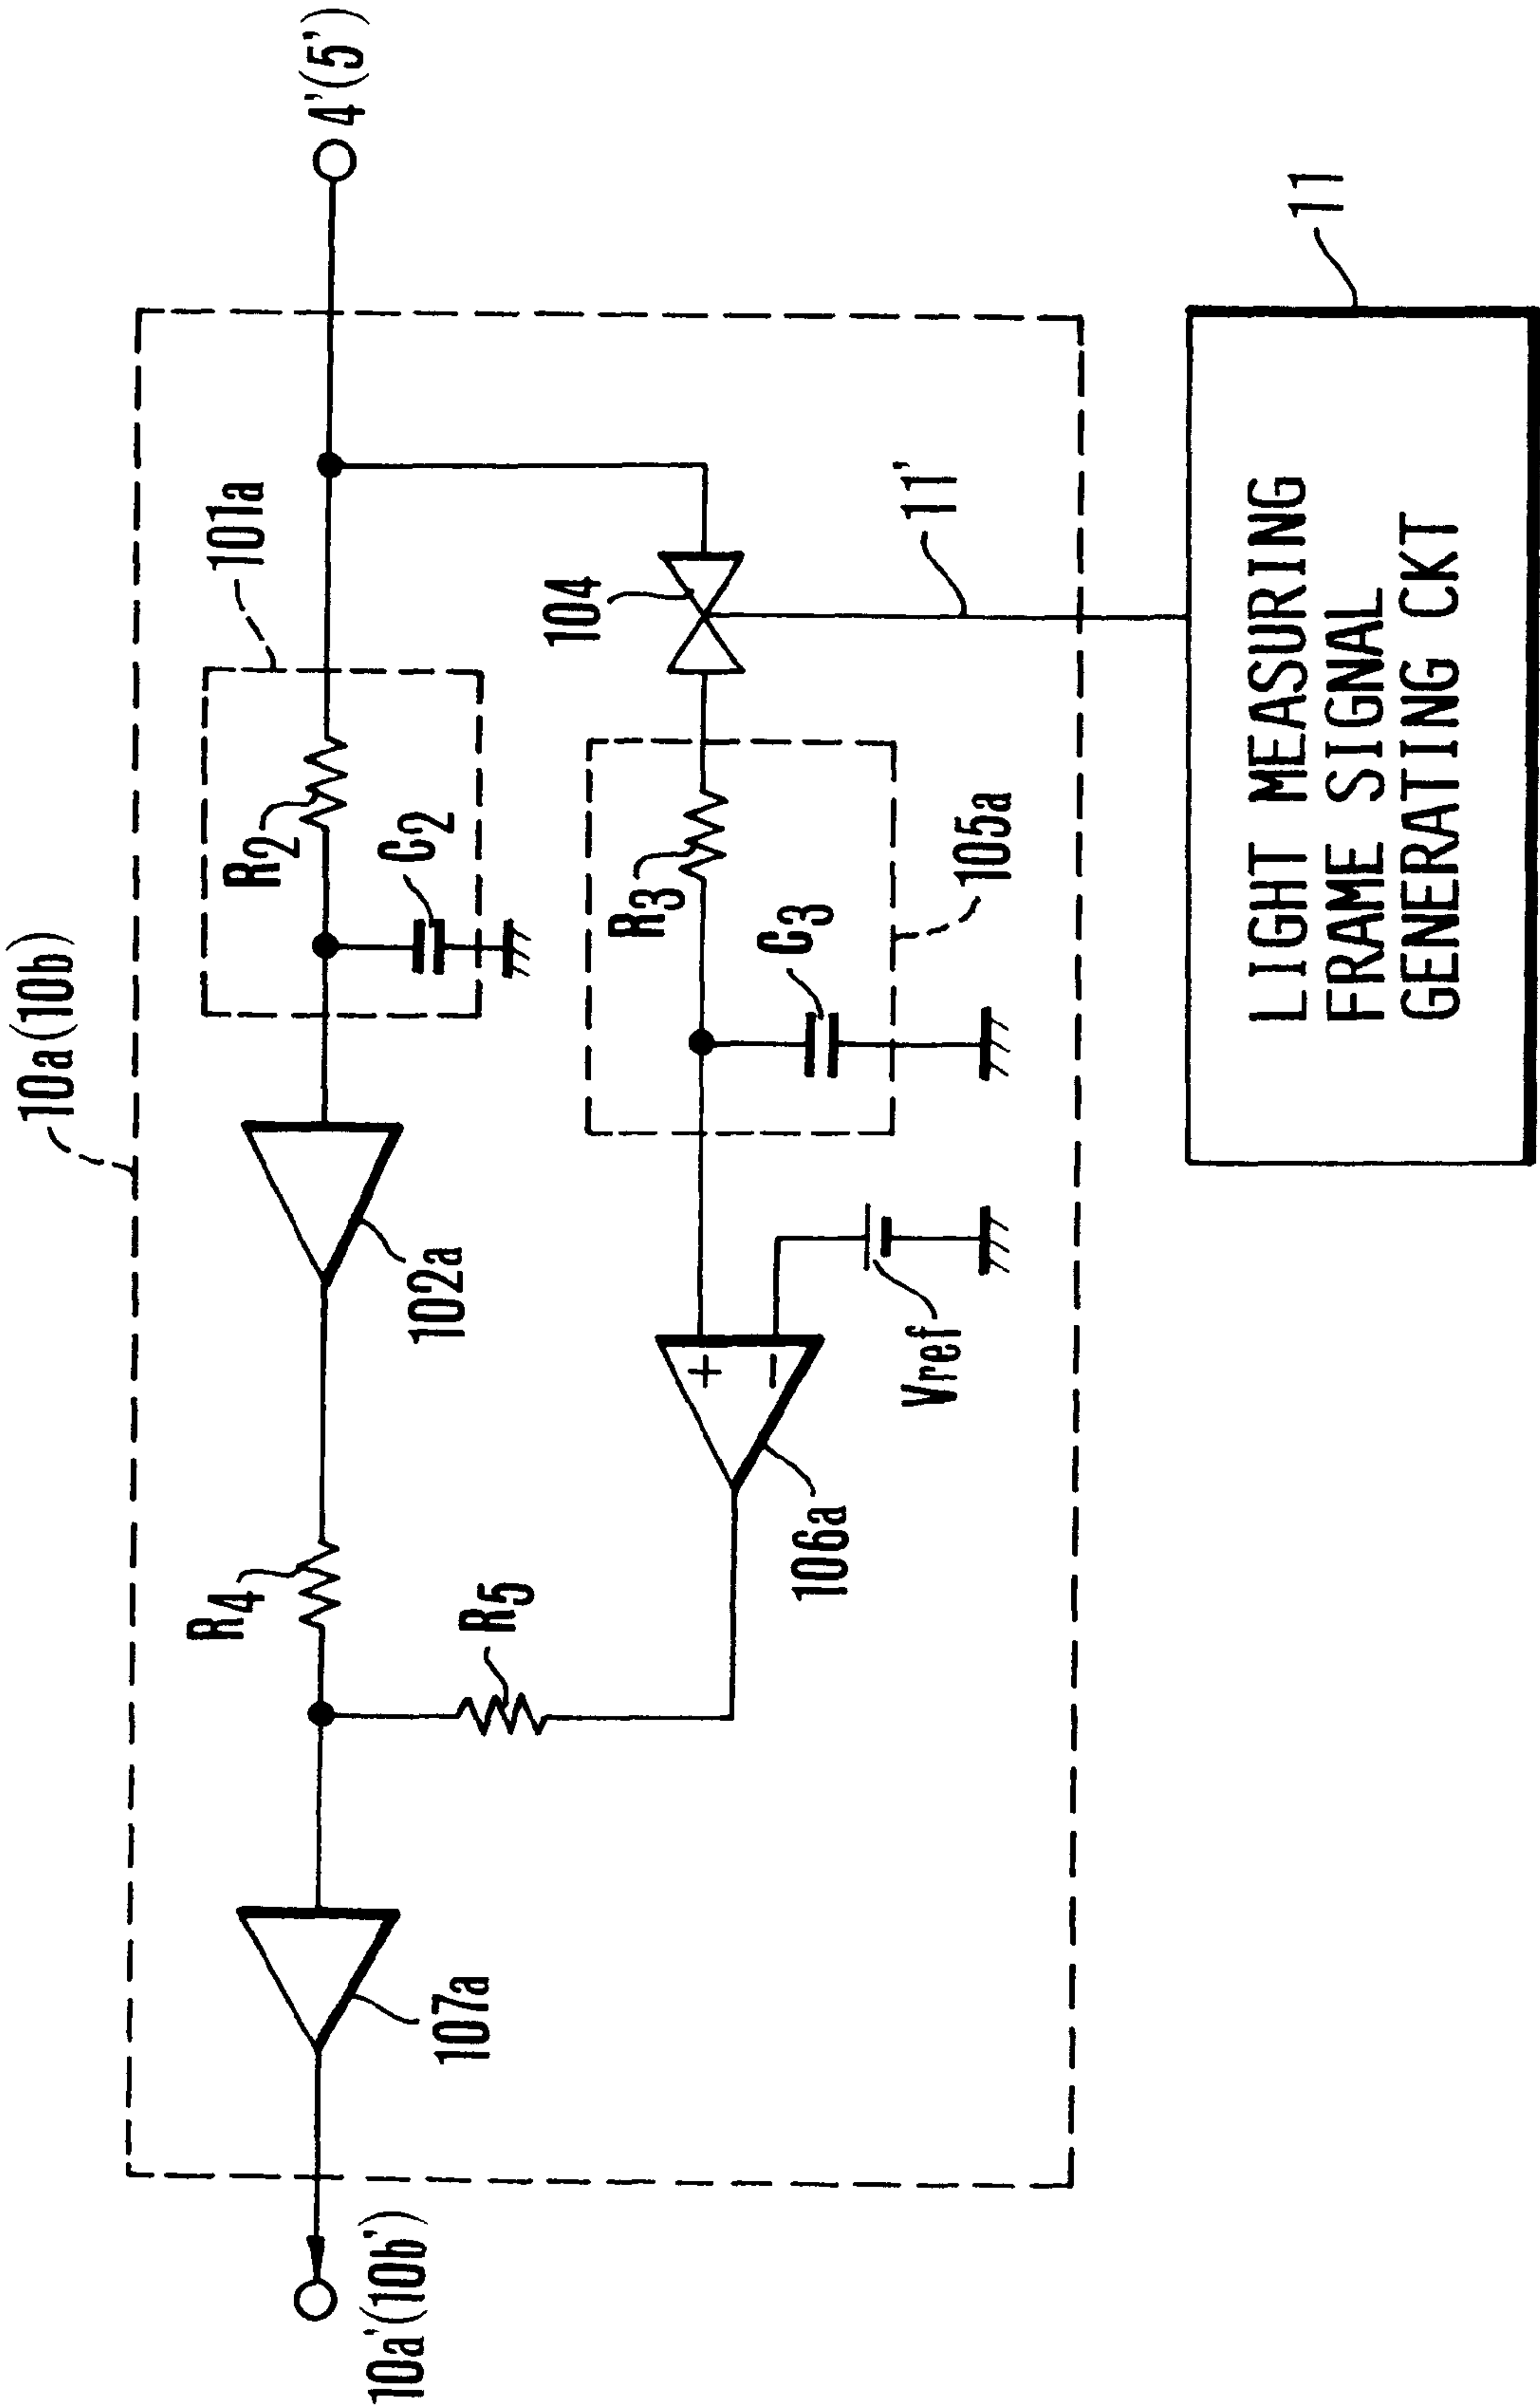 10a(10b)
4'(5')
101a
R2
C2
102a
R4
107a
10a'(10b')
104
R3
C3
105a
11'
R5
106a
Vref
+
−
11
LIGHT MEASURING
FRAME SIGNAL
GENERATING CKT